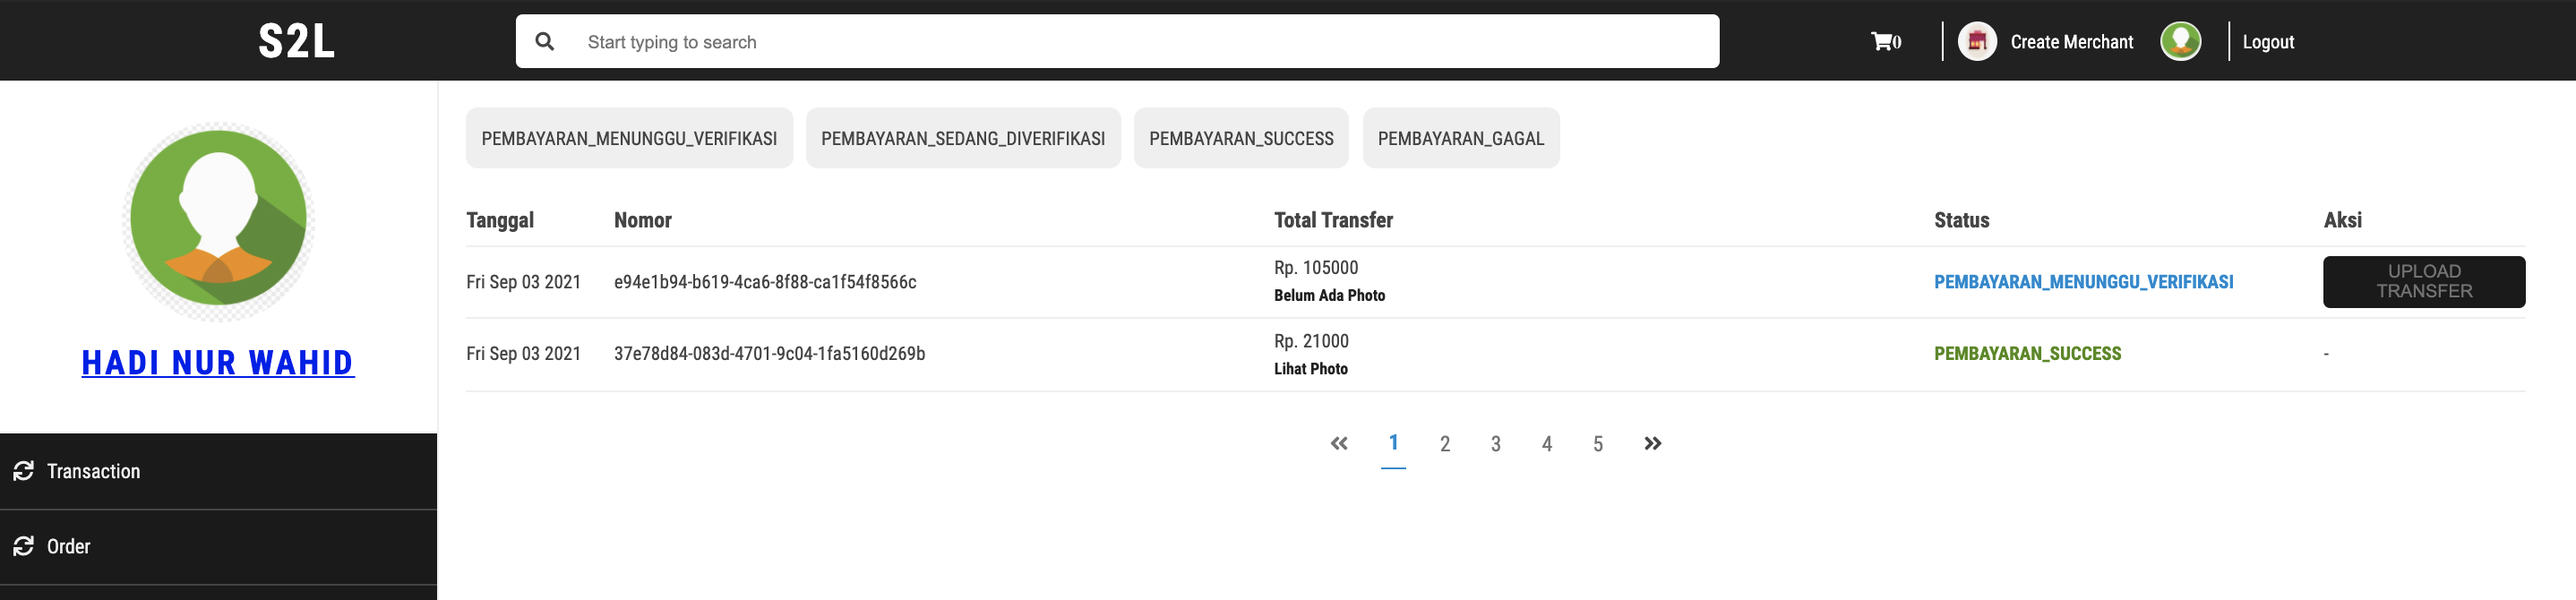 S2L
Start typing to search
0
Create Merchant
Logout
HADI NUR WAHID
Transaction
Order
PEMBAYARAN_MENUNGGU_VERIFIKASI
PEMBAYARAN_SEDANG_DIVERIFIKASI
PEMBAYARAN_SUCCESS
PEMBAYARAN_GAGAL
Tanggal Nomor Total Transfer Status Aksi
Fri Sep 03 2021 e94e1b94-b619-4ca6-8f88-ca1f54f8566c Rp. 105000
Belum Ada Photo
PEMBAYARAN_MENUNGGU_VERIFIKASI
UPLOAD
TRANSFER
Fri Sep 03 2021 37e78d84-083d-4701-9c04-1fa5160d269b Rp. 21000
Lihat Photo
PEMBAYARAN_SUCCESS -
« 1 2 3 4 5 »